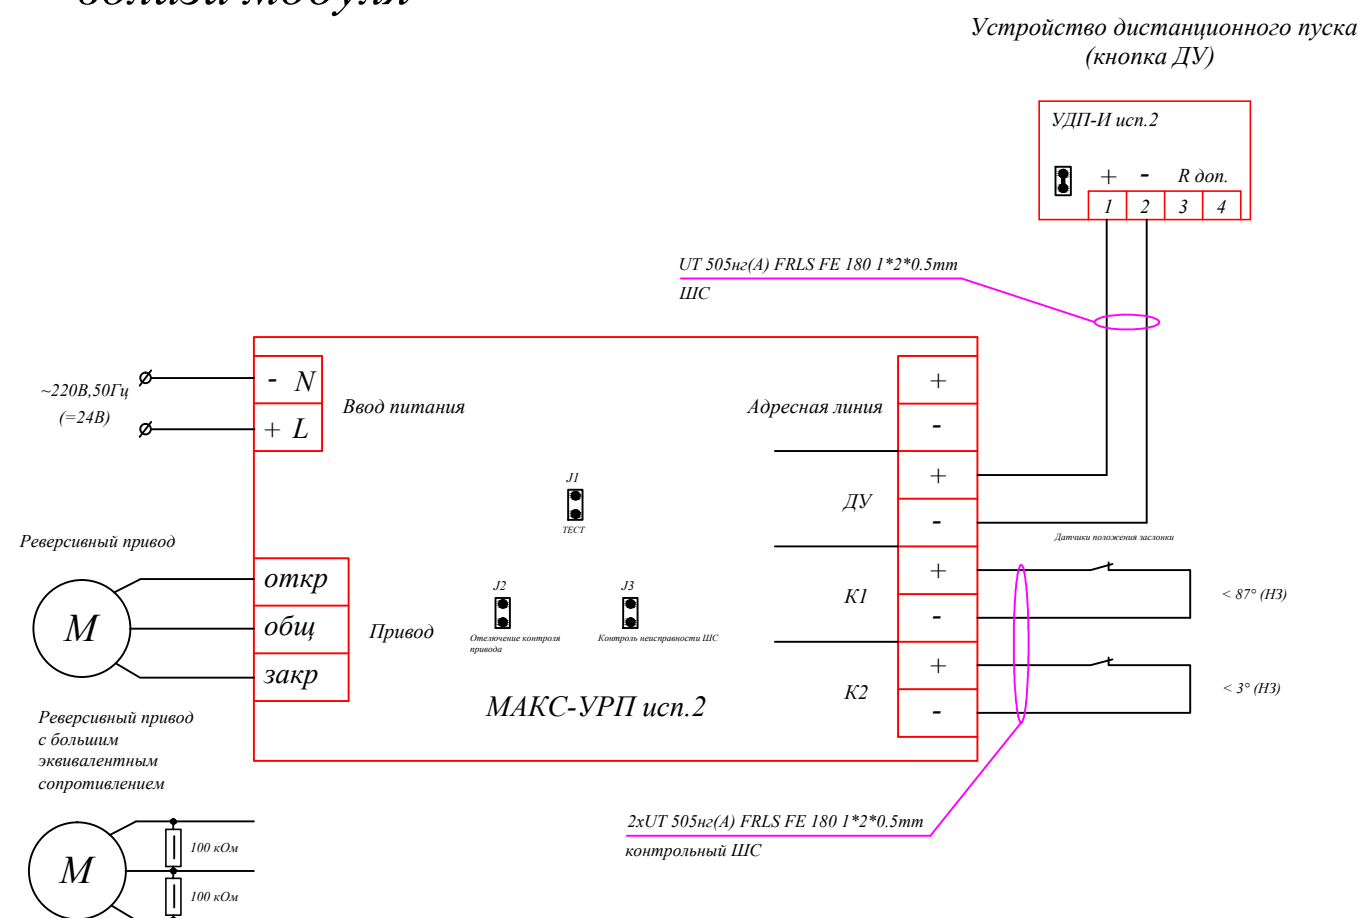 Устройство дистанционного пуска
(кнопка ДУ)
УДП-И исп.2
+ - R доп.
1 2 3 4
UT 505нг(А) FRLS FE 180 1*2*0.5mm
ШС
~220В,50Гц
(=24В)
- N
+ L
Ввод питания
Адресная линия
+
-
ДУ
+
-
J1
ТЕСТ
Датчики положения заслонки
Реверсивный привод
М
откр
общ
закр
Привод
J2
Отелючение контроля
привода
J3
Контроль неисправности ШС
К1
+
-
< 87° (НЗ)
К2
+
-
< 3° (НЗ)
МАКС-УРП исп.2
Реверсивный привод
с большим
эквивалентным
сопротивлением
М
100 кОм
100 кОм
2хUT 505нг(А) FRLS FE 180 1*2*0.5mm
контрольный ШС